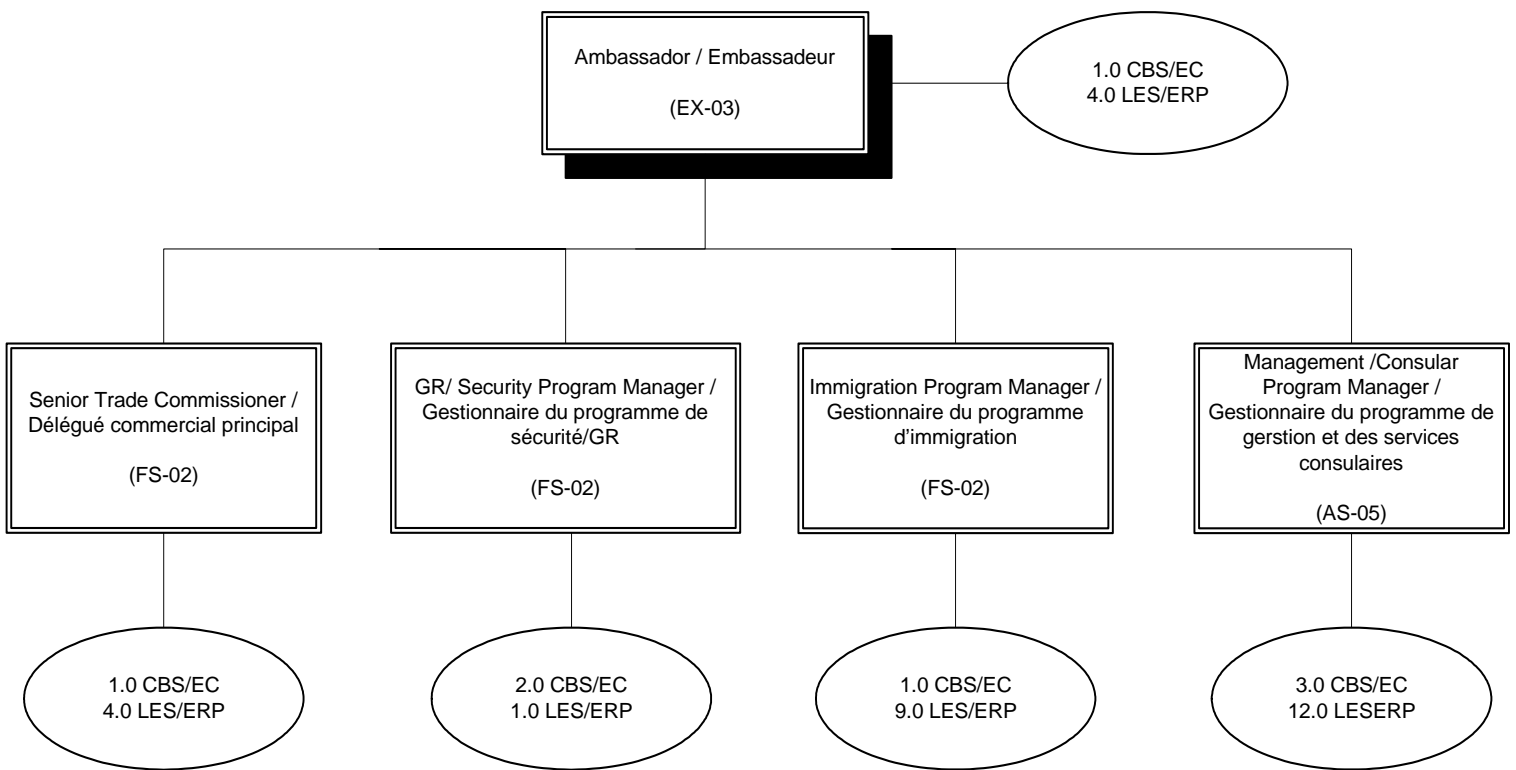 Ambassador / Embassadeur
(EX-03)
1.0 CBS/EC
4.0 LES/ERP
Senior Trade Commissioner /
Délégué commercial principal
(FS-02)
GR/ Security Program Manager /
Gestionnaire du programme de
sécurité/GR
(FS-02)
Immigration Program Manager /
Gestionnaire du programme
d’immigration
(FS-02)
Management /Consular
Program Manager /
Gestionnaire du programme de
gerstion et des services
consulaires
(AS-05)
1.0 CBS/EC
4.0 LES/ERP
2.0 CBS/EC
1.0 LES/ERP
1.0 CBS/EC
9.0 LES/ERP
3.0 CBS/EC
12.0 LESERP